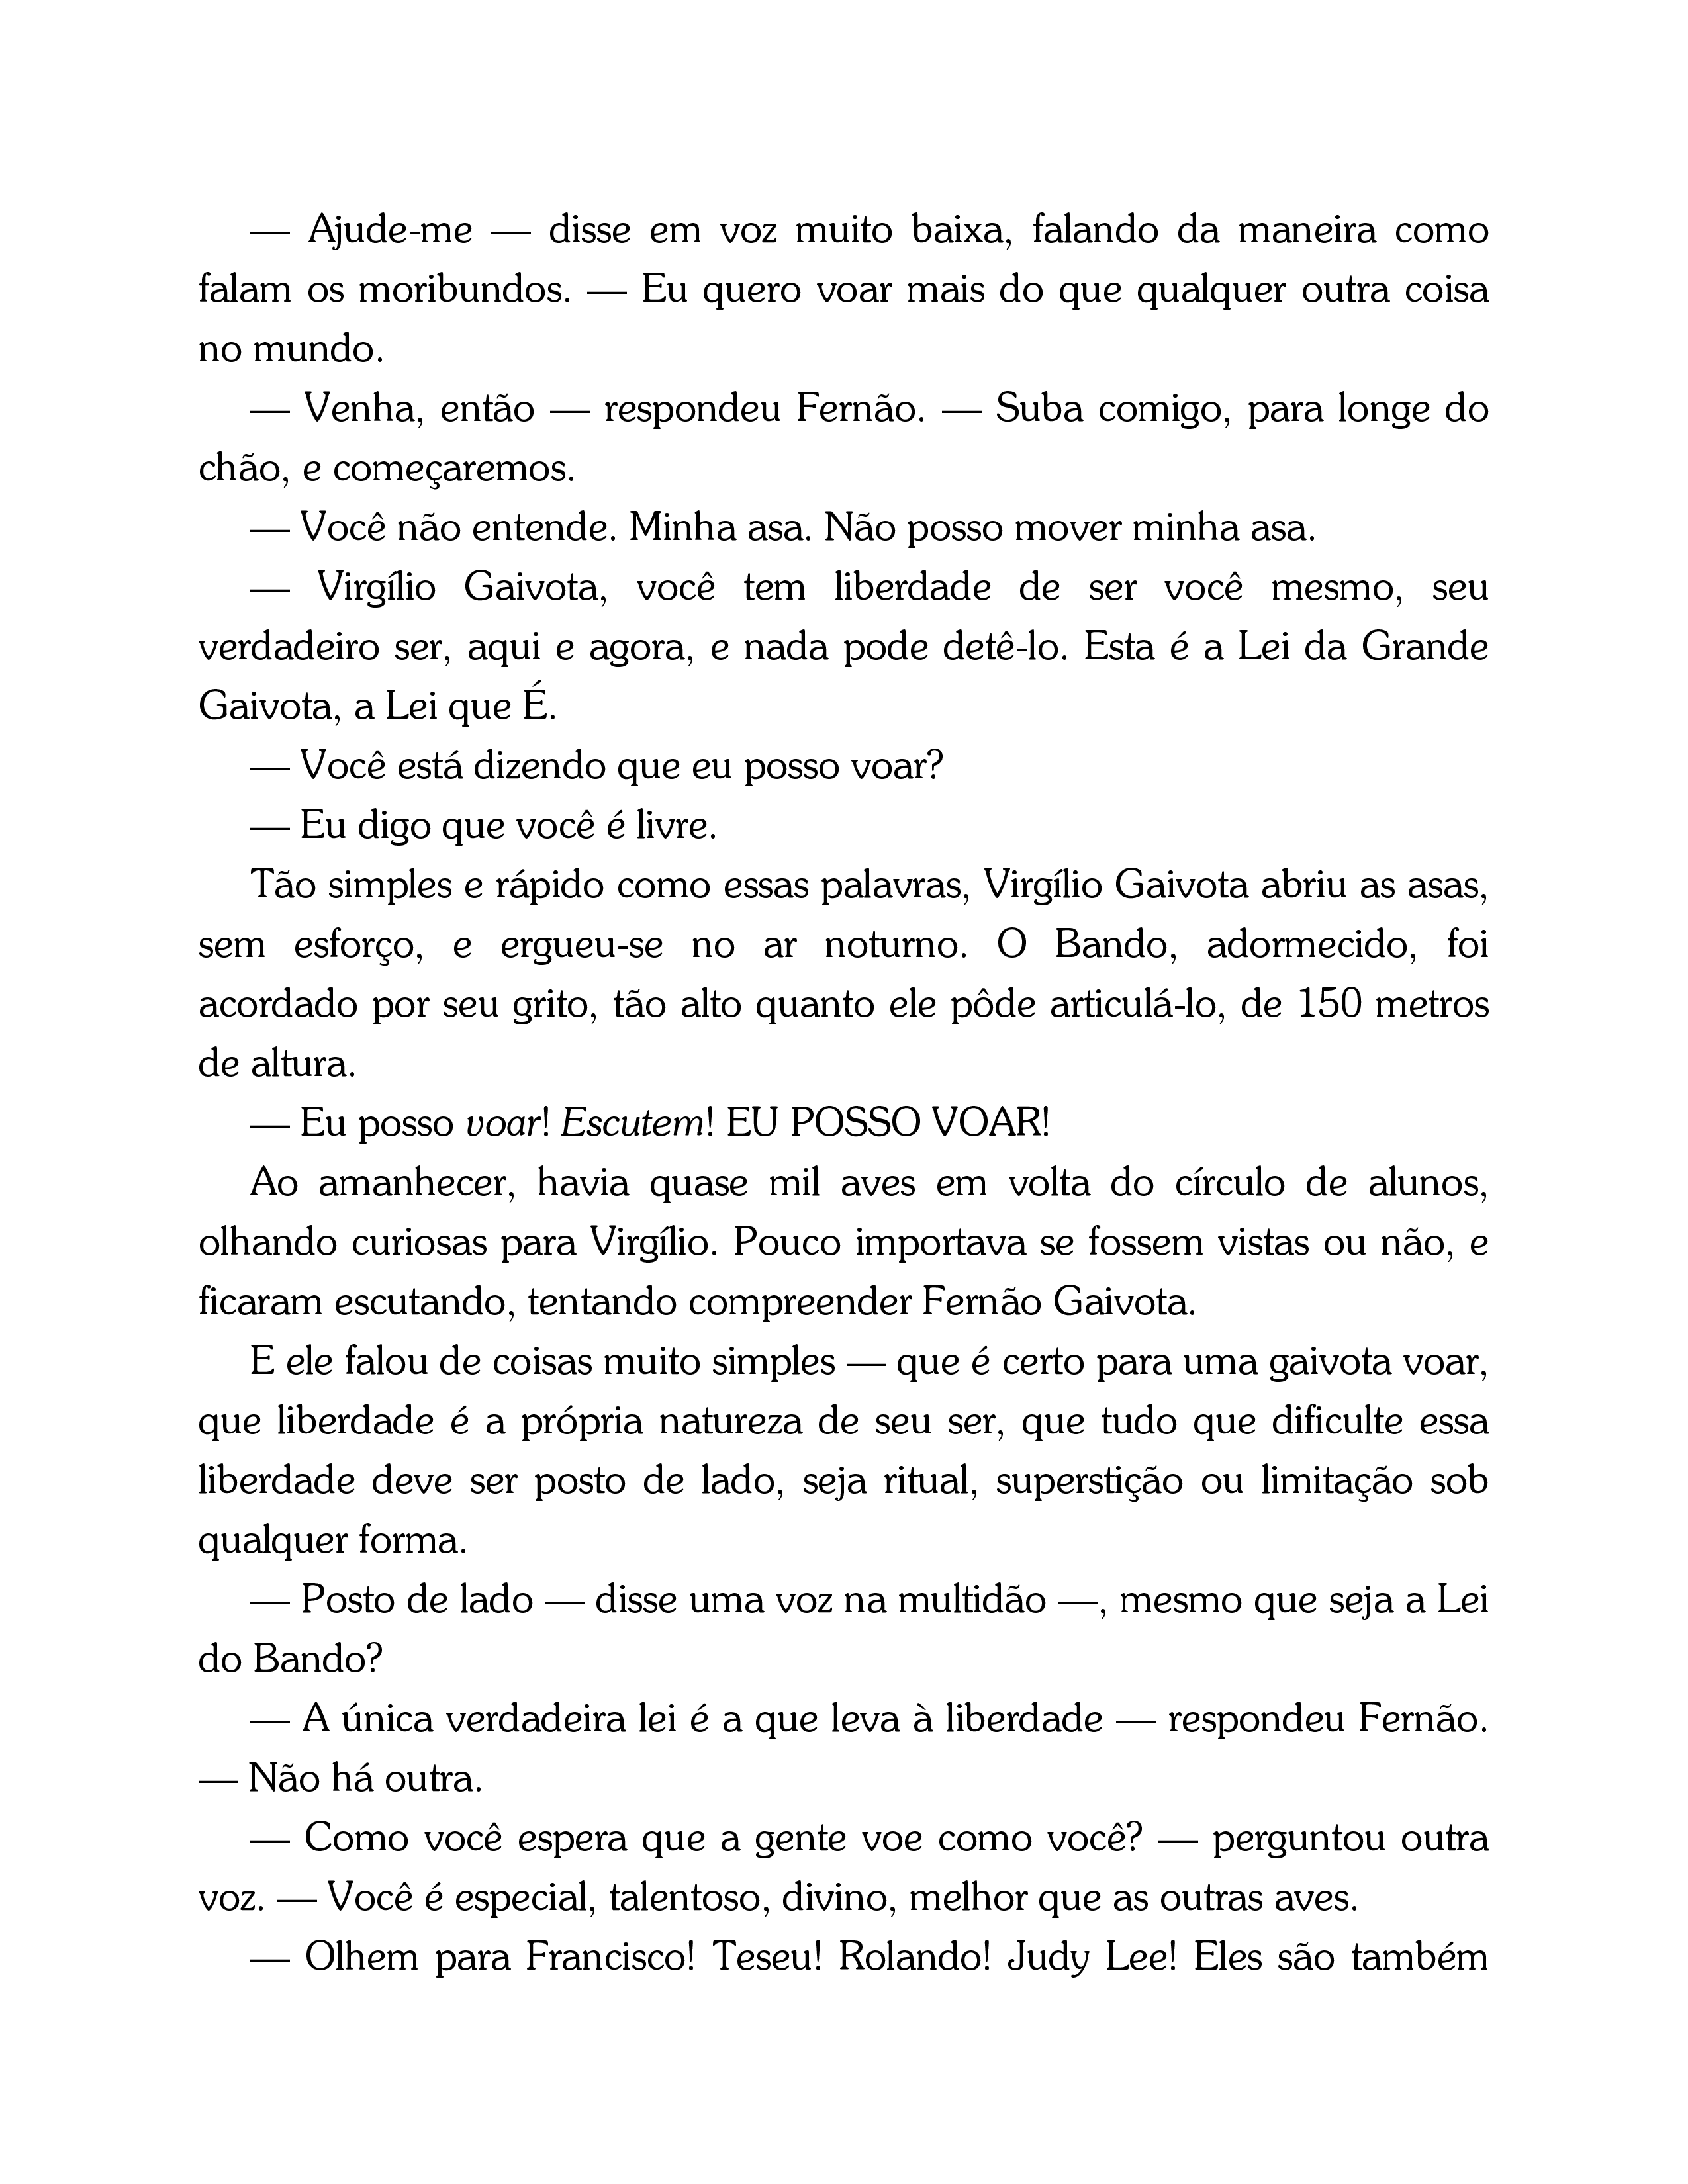 — Ajude-me — disse em voz muito baixa, falando da maneira como
falam os moribundos. — Eu quero voar mais do que qualquer outra coisa
no mundo.
— Venha, então — respondeu Fernão. — Suba comigo, para longe do
chão, e começaremos.
— Você não entende. Minha asa. Não posso mover minha asa.
— Virgílio Gaivota, você tem liberdade de ser você mesmo, seu
verdadeiro ser, aqui e agora, e nada pode detê-lo. Esta é a Lei da Grande
Gaivota, a Lei que É.
— Você está dizendo que eu posso voar?
— Eu digo que você é livre.
Tão simples e rápido como essas palavras, Virgílio Gaivota abriu as asas,
sem esforço, e ergueu-se no ar noturno. O Bando, adormecido, foi
acordado por seu grito, tão alto quanto ele pôde articulá-lo, de 150 metros
de altura.
— Eu posso voar! Escutem! EU POSSO VOAR!
Ao amanhecer, havia quase mil aves em volta do círculo de alunos,
olhando curiosas para Virgílio. Pouco importava se fossem vistas ou não, e
ficaram escutando, tentando compreender Fernão Gaivota.
E ele falou de coisas muito simples — que é certo para uma gaivota voar,
que liberdade é a própria natureza de seu ser, que tudo que dificulte essa
liberdade deve ser posto de lado, seja ritual, superstição ou limitação sob
qualquer forma.
— Posto de lado — disse uma voz na multidão —, mesmo que seja a Lei
do Bando?
— A única verdadeira lei é a que leva à liberdade — respondeu Fernão.
— Não há outra.
— Como você espera que a gente voe como você? — perguntou outra
voz. — Você é especial, talentoso, divino, melhor que as outras aves.
— Olhem para Francisco! Teseu! Rolando! Judy Lee! Eles são também